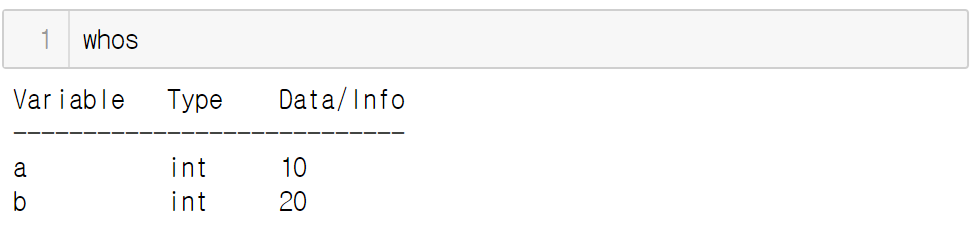 1 whos
Variable Type Data/Info
----------------------------
a int 10
b int 20